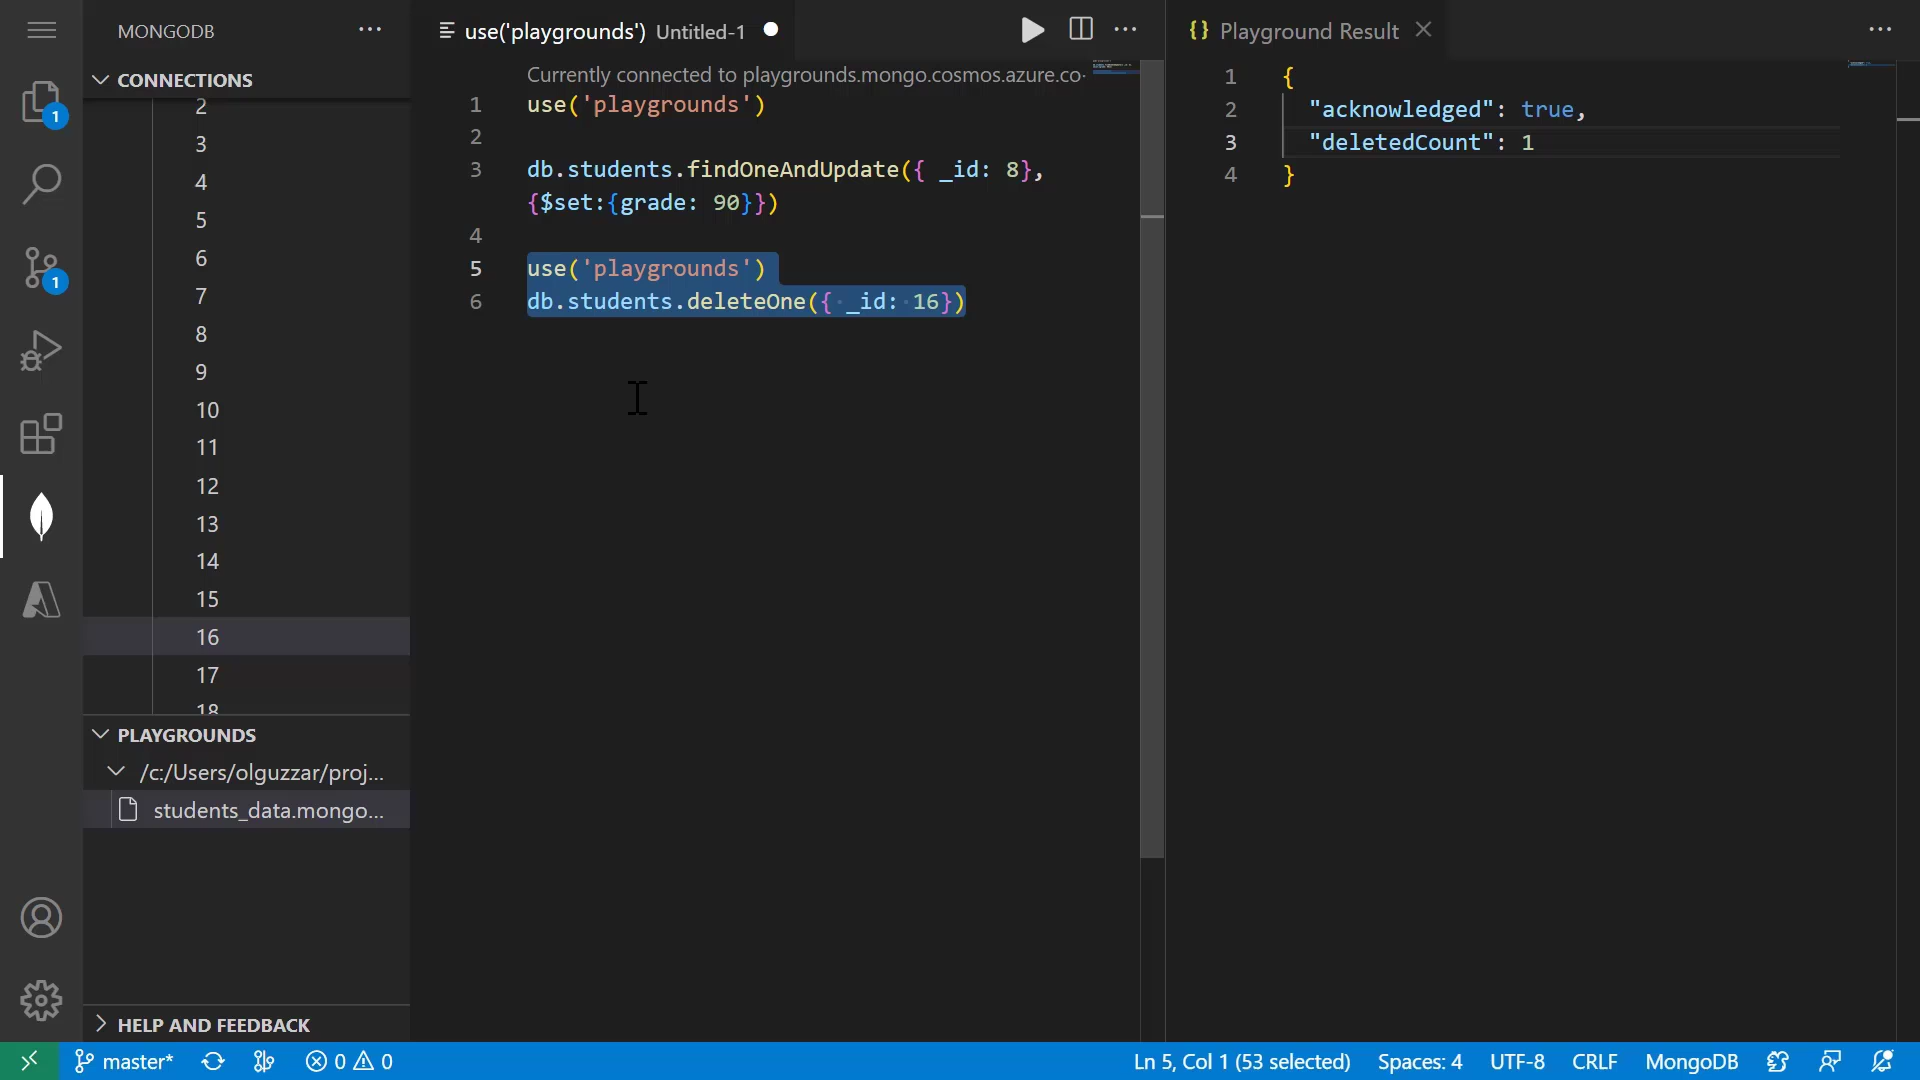 MONGODB
CONNECTIONS
2
3
4
5
6
7
8
9
10
11
12
13
14
15
16
17
18
PLAYGROUNDS
/c:/Users/olguzzar/proj...
students_data.mongo...
HELP AND FEEDBACK
1
1
use('playgrounds') Untitled-1
Currently connected to playgrounds.mongo.cosmos.azure.co
1 use('playgrounds')
2
3 db.students.findOneAndUpdate({ _id: 8},
{$set:{grade: 90}})
4
5 use('playgrounds')
6 db.students.deleteOne({ _id: 16})
{} Playground Result
1 {
2 "acknowledged": true,
3 "deletedCount": 1
4 }
master* 0 0 Ln 5, Col 1 (53 selected) Spaces: 4 UTF-8 CRLF MongoDB